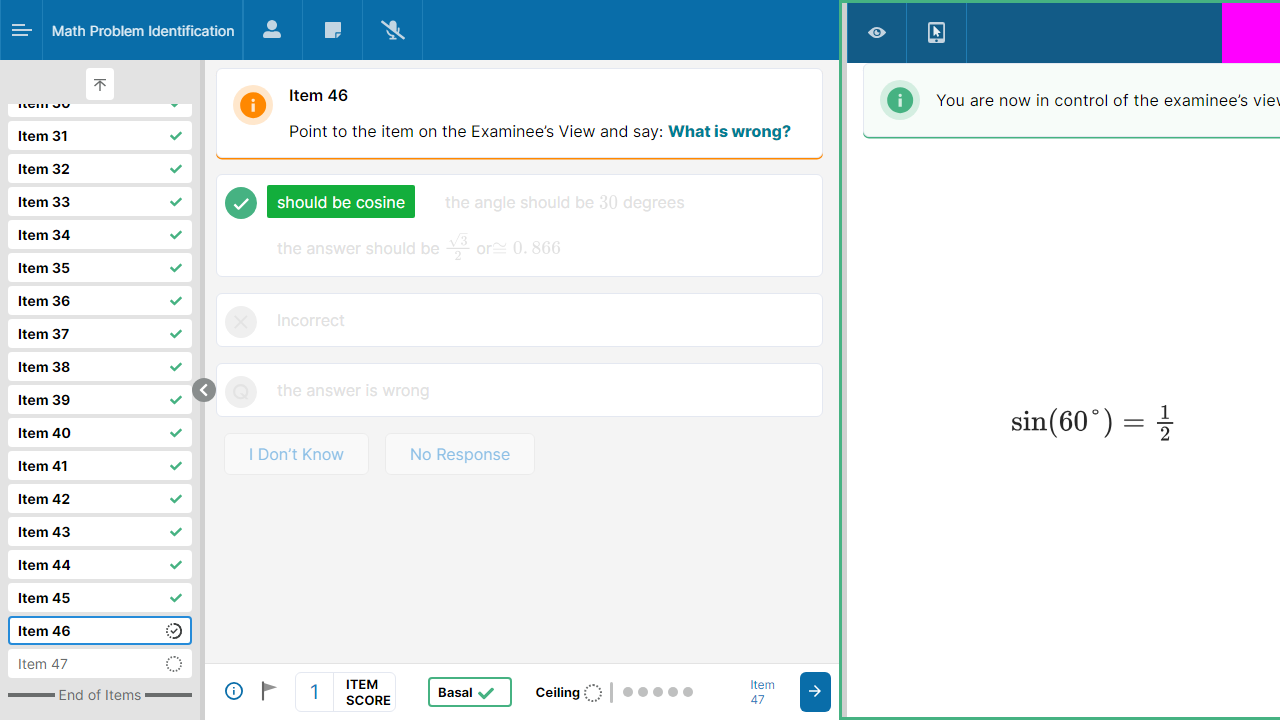 Math Problem Identification
Item 30
Item 31
Item 32
Item 33
Item 34
Item 35
Item 36
Item 37
Item 38
Item 39
Item 40
Item 41
Item 42
Item 43
Item 44
Item 45
Item 46
Item 47
End of Items
Item 46
Point to the item on the Examinee’s View and say: What is wrong?
should be cosine
the angle should be 30 degrees
the answer should be √3/2 or≅ 0.866
Incorrect
Q the answer is wrong
I Don’t Know
No Response
1 ITEM SCORE
Basal
Ceiling
Item 47
You are now in control of the examinee’s view
sin(60°) = 1/2